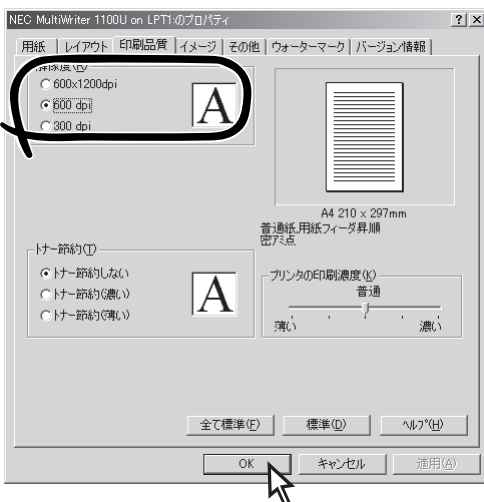 NEC MultiWriter 1100U on LPT1:のプロパティ
用紙 レイアウト 印刷品質 イメージ その他 ウォーターマーク バージョン情報
解像度(R)
600x1200dpi
600 dpi
300 dpi
A
A4 210 x 297mm
普通紙,用紙フィーダ昇順
密アミ点
トナー節約(T)
トナー節約しない
トナー節約(濃い)
トナー節約(薄い)
A
プリンタの印刷濃度(K)
普通
薄い 濃い
全て標準(F) 標準(D) ヘルプ(H)
OK キャンセル 適用(A)